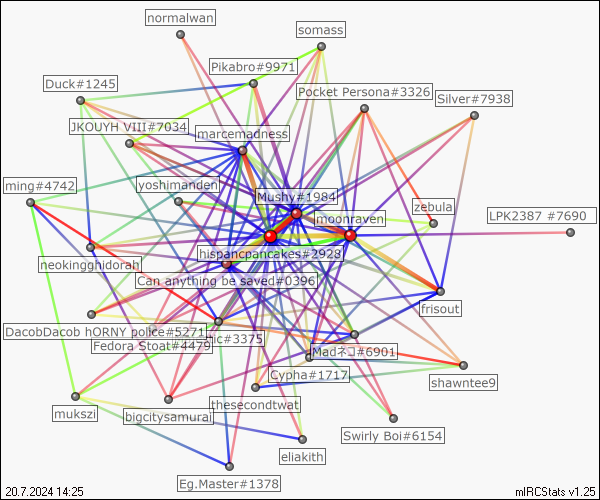 normalwan
somass
Pikabro#9971
Duck#1245
Pocket Persona#3326
Silver#7938
JKOUYH VIII#7034
marcemadness
ming#4742
yoshimanden
Mushy#1984
zebula
LPK2387 #7690
moonraven
hispancpancakes#2928
neokingghidorah
Can anything be saved#0396
frisout
DacobDacob hORNY police#5271
Fedora Stoat#4479
tic#3375
Madネコ#6901
Cypha#1717
shawntee9
mukszi
bigcitysamurai
thesecondtwat
Swirly Boi#6154
eliakith
Eg.Master#1378
20.7.2024 14:25
mIRCStats v1.25